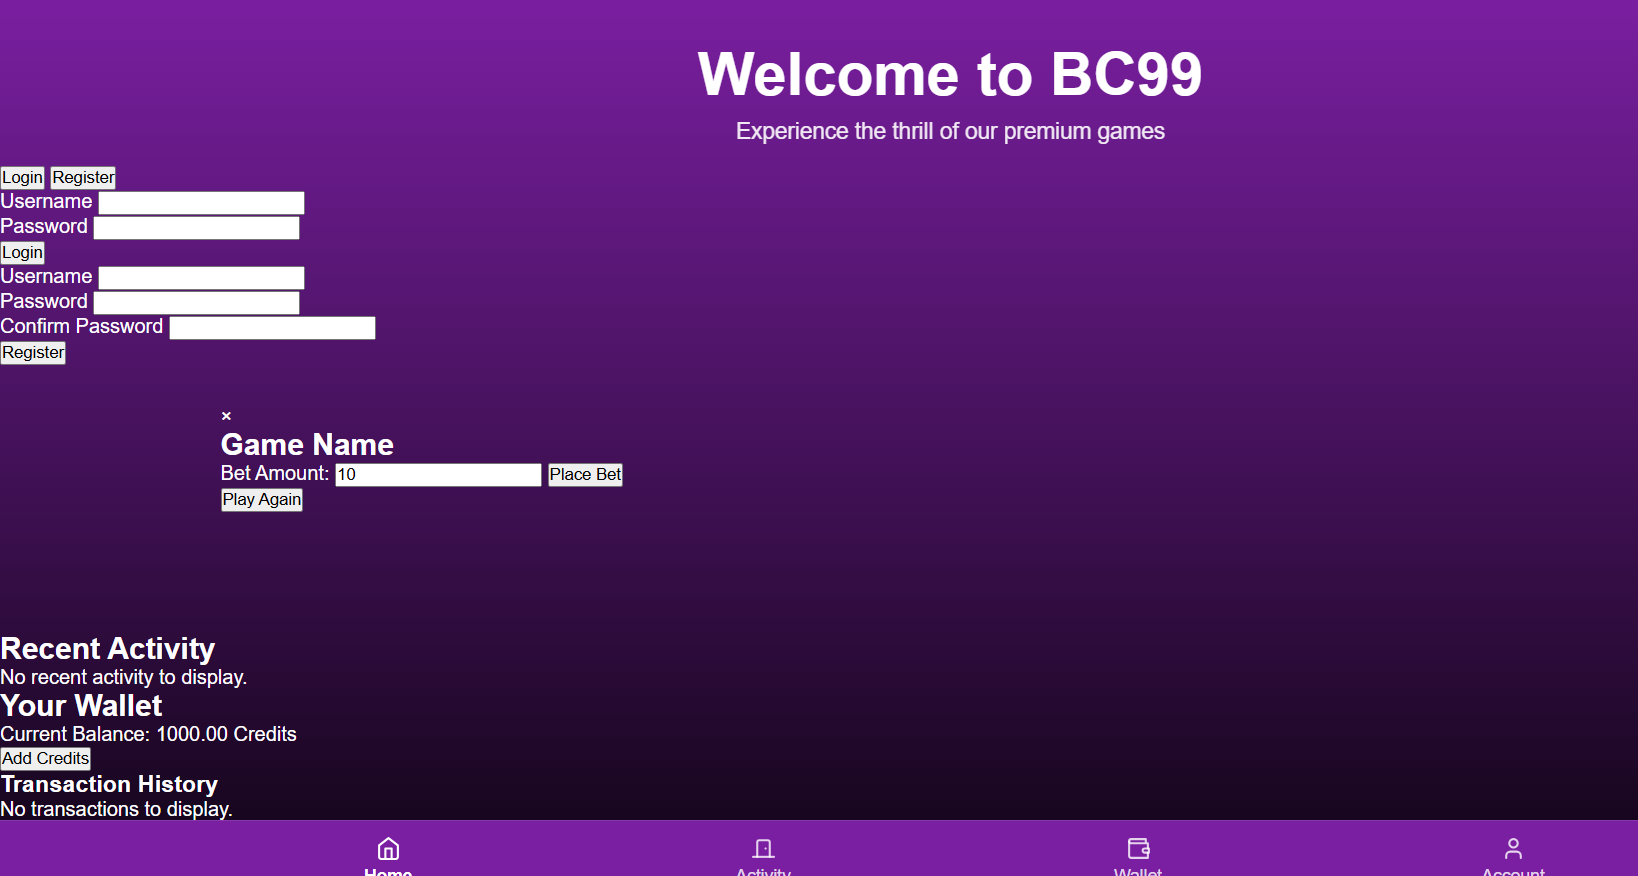 Welcome to BC99
Experience the thrill of our premium games
Login Register
Username
Password
Login
Username
Password
Confirm Password
Register
×
Game Name
Bet Amount: 10 Place Bet
Play Again
Recent Activity
No recent activity to display.
Your Wallet
Current Balance: 1000.00 Credits
Add Credits
Transaction History
No transactions to display.
Home Activity Wallet Account